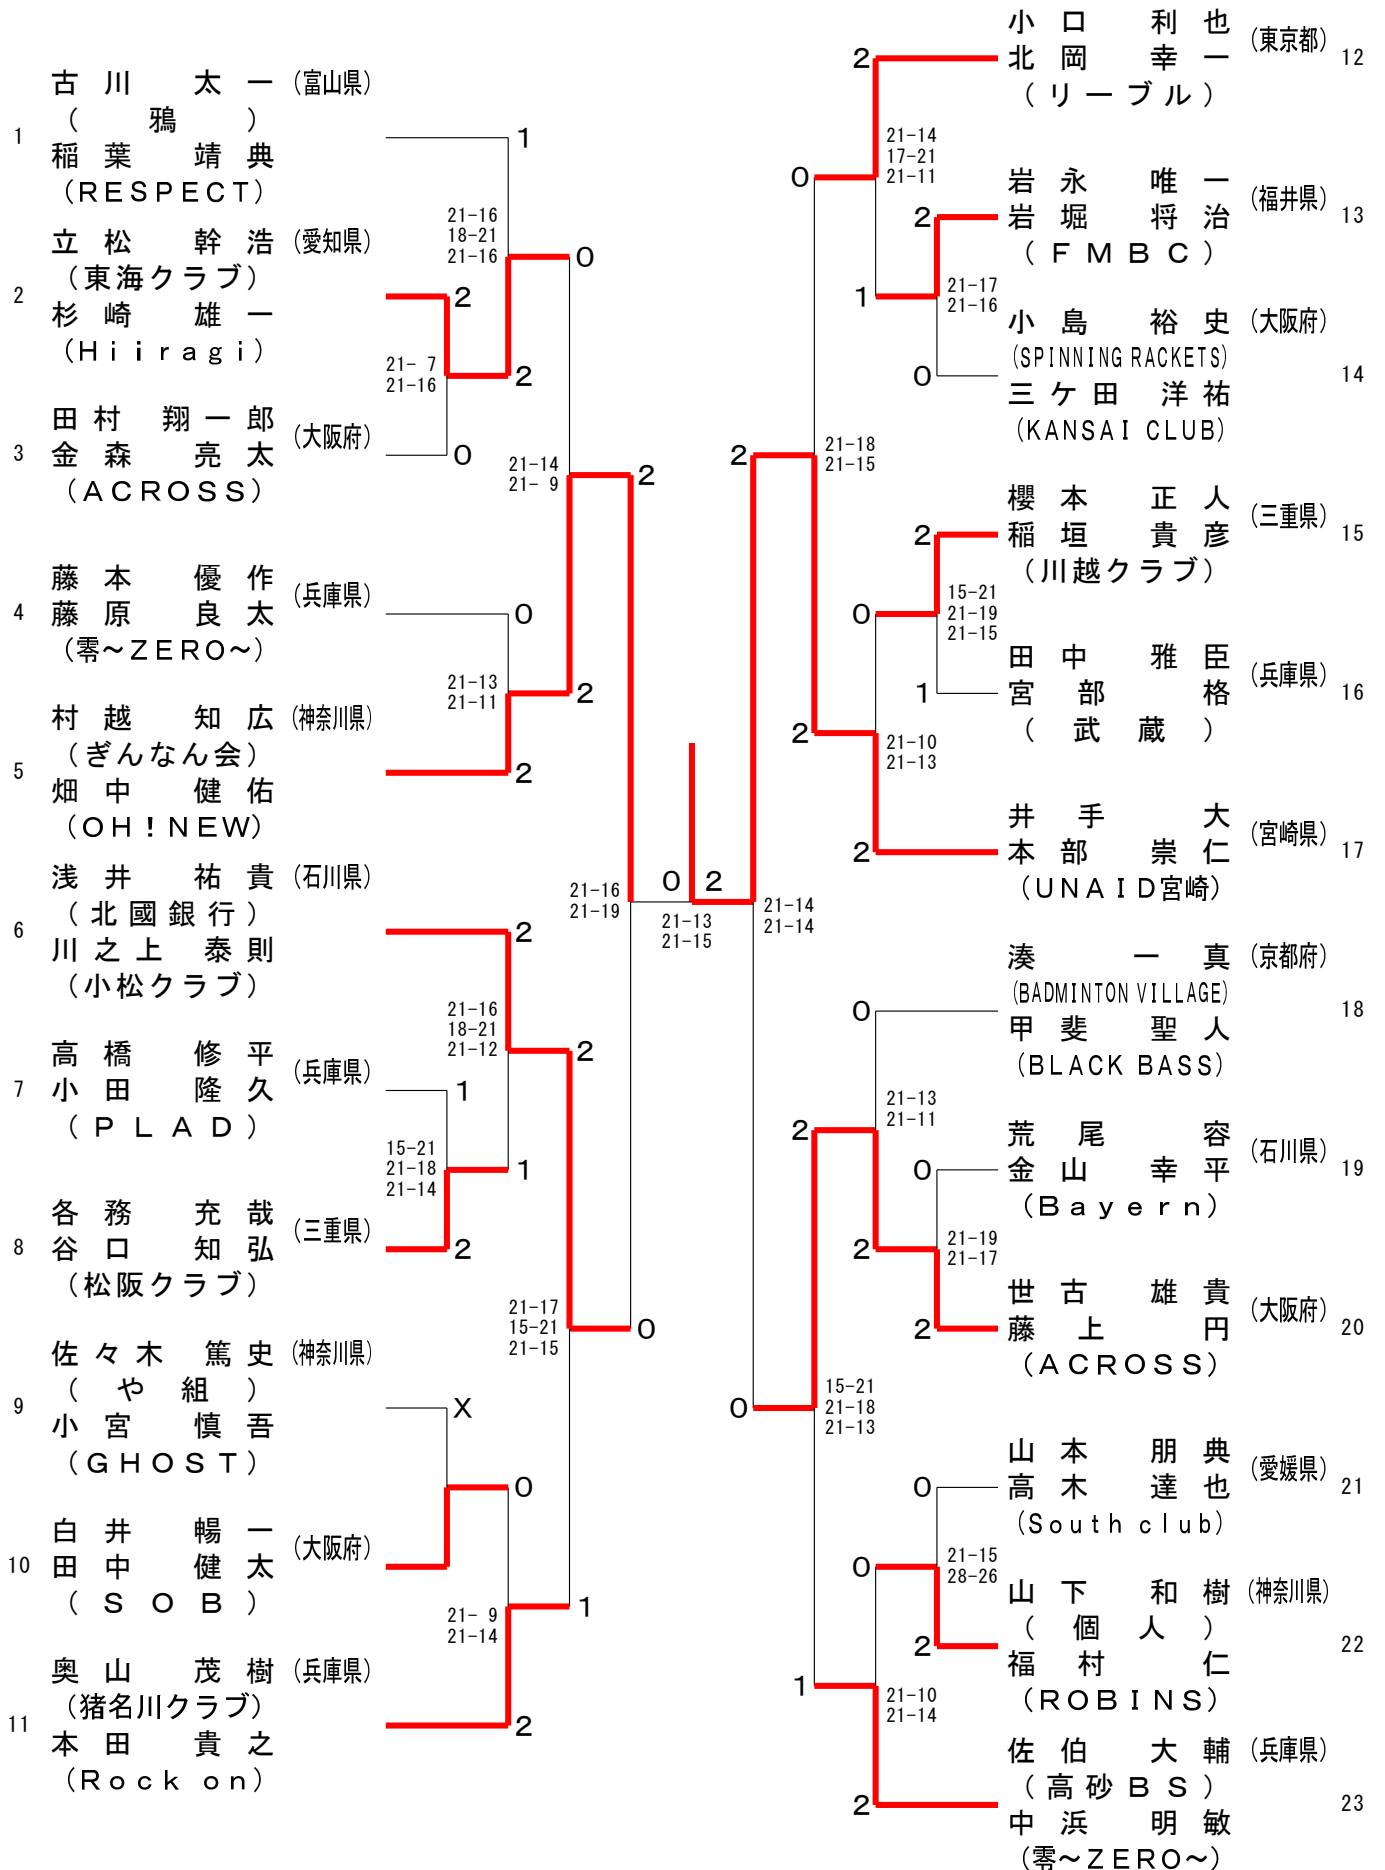 1
古川 太一 (富山県)
( 鴉 )
稲葉 靖典
(RESPECT)
2
立松 幹浩 (愛知県)
(東海クラブ)
杉崎 雄一
(Hiiragi)
3
田村 翔一郎
金森 亮太 (大阪府)
(ACROSS)
4
藤本 優作
藤原 良太 (兵庫県)
(零~ZERO~)
5
村越 知広 (神奈川県)
(ぎんなん会)
畑中 健佑
(OH!NEW)
6
浅井 祐貴 (石川県)
(北國銀行)
川之上 泰則
(小松クラブ)
7
高橋 修平
小田 隆久 (兵庫県)
(PLAD)
8
各務 充哉
谷口 知弘 (三重県)
(松阪クラブ)
9
佐々木 篤史 (神奈川県)
(や組)
小宮 慎吾
(GHOST)
10
白井 暢一
田中 健太 (大阪府)
(SOB)
11
奥山 茂樹 (兵庫県)
(猪名川クラブ)
本田 貴之
(Rock on)
1
21-16
18-21
21-16
0
2
21- 7
21-16
2
0
21-14
21- 9
2
0
21-13
21-11
2
2
21-16
21-19
2
21-16
18-21
21-12
2
1
15-21
21-18
21-14
1
2
21-17
15-21
21-15
0
X
0
21- 9
21-14
1
2
0 2
21-13
21-15
2
21-14
17-21
21-11
0
2
21-17
21-16
1
0
2
21-18
21-15
2
15-21
21-19
21-15
0
1
2
21-10
21-13
2
21-14
21-14
0
21-13
21-11
2
0
21-19
21-17
2
2
0
15-21
21-18
21-13
0
21-15
28-26
0
2
1
21-10
21-14
2
小口 利也
北岡 幸一 (東京都)
(リーブル)
12
岩永 唯一
岩堀 将治 (福井県)
(FMBC)
13
小島 裕史 (大阪府)
(SPINNING RACKETS)
三ケ田 洋祐
(KANSAI CLUB)
14
櫻本 正人
稲垣 貴彦 (三重県)
(川越クラブ)
15
田中 雅臣
宮部 格 (兵庫県)
(武蔵)
16
井手 大
本部 崇仁 (宮崎県)
(UNAID宮崎)
17
湊 一真 (京都府)
(BADMINTON VILLAGE)
甲斐 聖人
(BLACK BASS)
18
荒尾 容
金山 幸平 (石川県)
(Bayern)
19
世古 雄貴
藤上 円 (大阪府)
(ACROSS)
20
山本 朋典
高木 達也 (愛媛県)
(South club)
21
山下 和樹 (神奈川県)
(個人)
福村 仁
(ROBINS)
22
佐伯 大輔 (兵庫県)
(高砂BS)
中浜 明敏
(零~ZERO~)
23